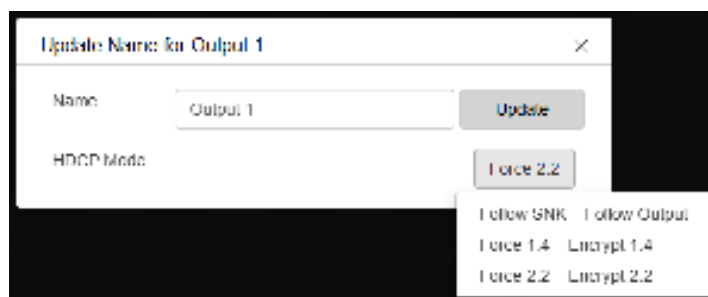 Update Name for Output 1
Name Output 1 Update
HDCP Mode Force 2.2
Follow SNK Follow Output
Force 1.4 Encrypt 1.4
Force 2.2 Encrypt 2.2